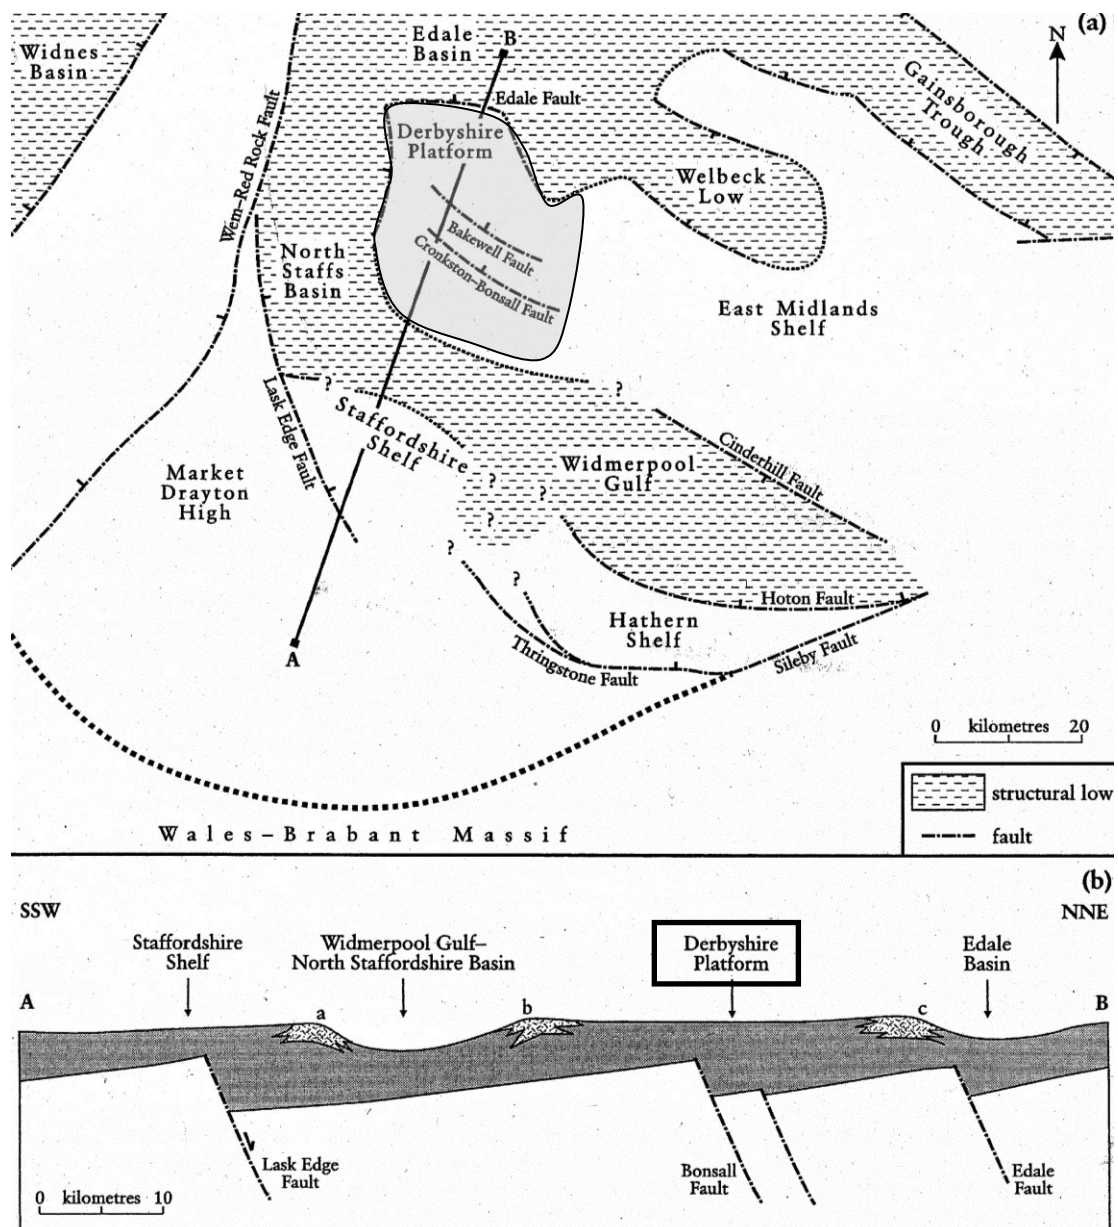 (a)
Widnes
Basin
Edale
Basin
B
N
Gainsborough
Trough
Edale Fault
Wem–Red Rock Fault
Derbyshire
Platform
Welbeck
Low
Bakewell Fault
Cronkston–Bonsall Fault
North
Staffs
Basin
East Midlands
Shelf
?
?
Lask Edge Fault
Staffordshire
Shelf
Cinderhill Fault
Market
Drayton
High
Widmerpool
Gulf
?
?
?
?
?
Hoton Fault
Hathern
Shelf
A
Thringstone Fault
Sileby Fault
0 kilometres 20
structural low
fault
Wales–Brabant Massif
(b)
SSW
NNE
Staffordshire
Shelf
Widmerpool Gulf–
North Staffordshire Basin
Derbyshire
Platform
Edale
Basin
A
a
b
c
B
Lask Edge
Fault
Bonsall
Fault
Edale
Fault
0 kilometres 10